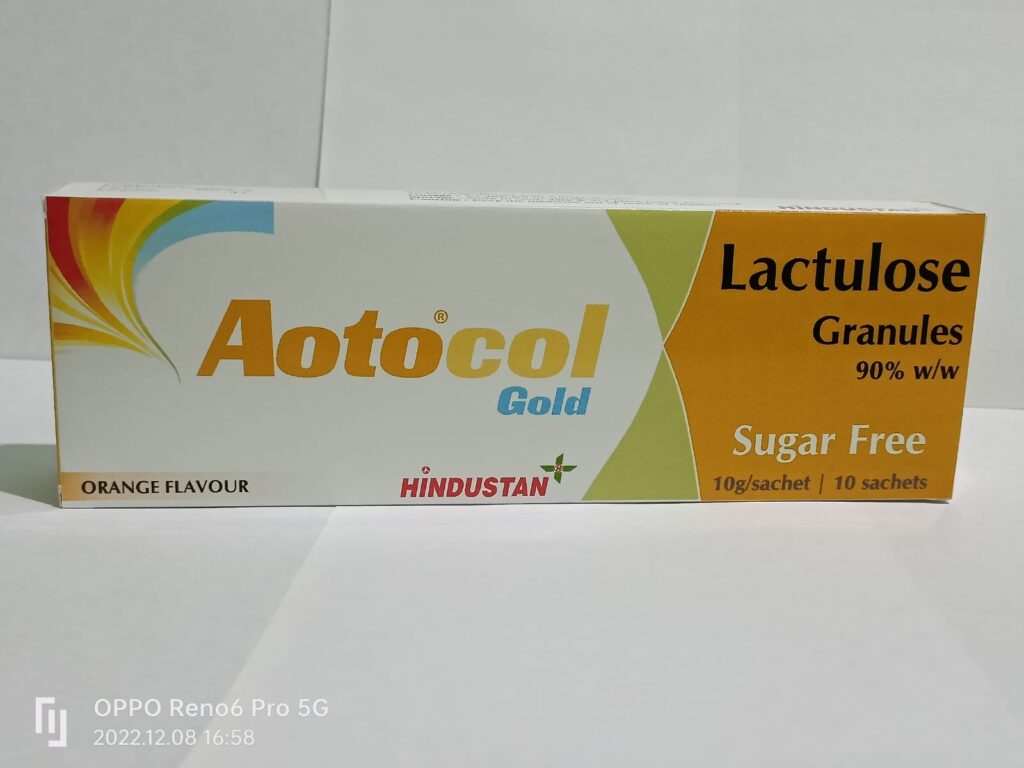 Aotocol®
Gold
ORANGE FLAVOUR
HINDUSTAN
Lactulose
Granules
90% w/w
Sugar Free
10g/sachet | 10 sachets
OPPO Reno6 Pro 5G
2022.12.08 16:58